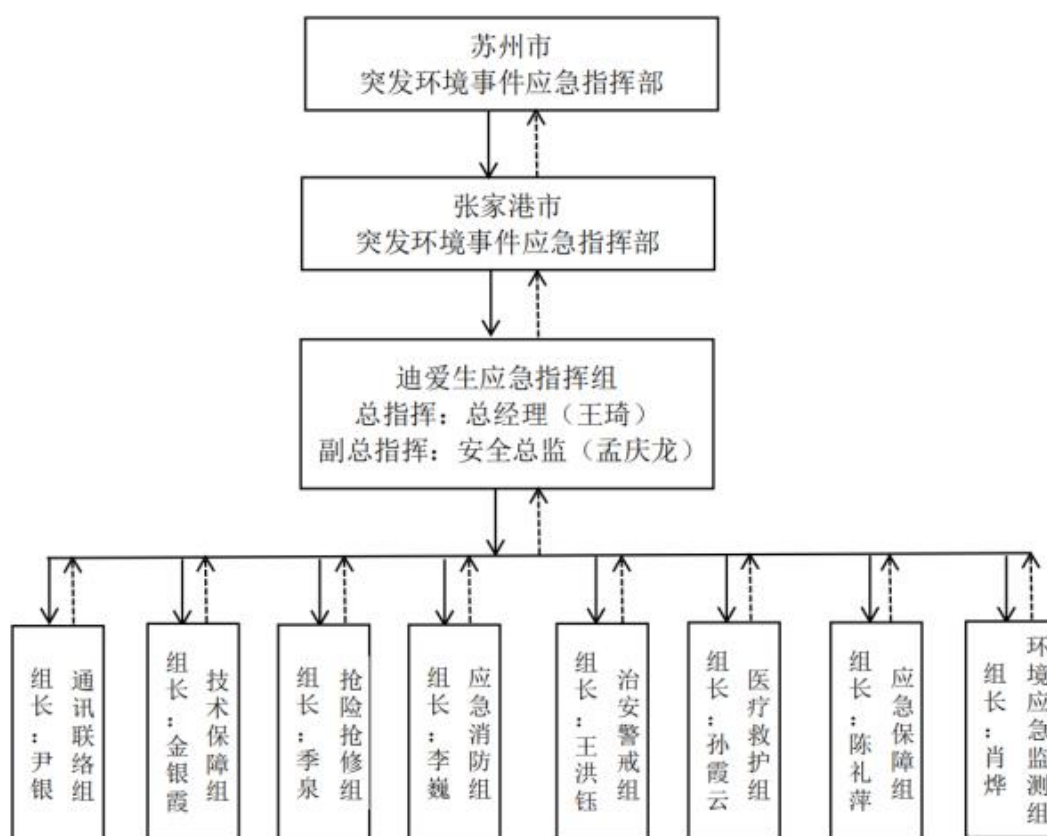 苏州市
突发环境事件应急指挥部
张家港市
突发环境事件应急指挥部
迪爱生应急指挥组
总指挥：总经理（王琦）
副总指挥：安全总监（孟庆龙）
通讯联络组
组长：尹银
技术保障组
组长：金银霞
抢险抢修组
组长：季泉
应急消防组
组长：李巍
治安警戒组
组长：王洪钰
医疗救护组
组长：孙霞云
应急保障组
组长：陈礼萍
环境应急监测组
组长：肖烨